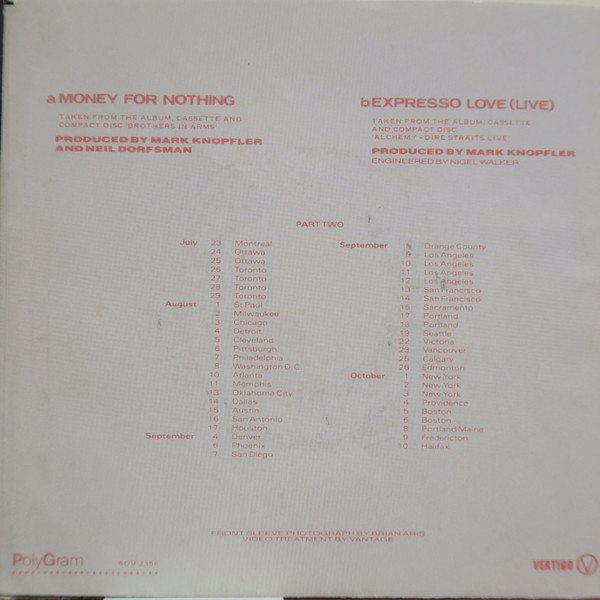 a MONEY FOR NOTHING
TAKEN FROM THE ALBUM, CASSETTE AND
COMPACT DISC 'BROTHERS IN ARMS'
PRODUCED BY MARK KNOPFLER
AND NEIL DORFSMAN
b EXPRESSO LOVE (LIVE)
TAKEN FROM THE ALBUM, CASSETTE
AND COMPACT DISC
'ALCHEMY - DIRE STRAITS LIVE'
PRODUCED BY MARK KNOPFLER
ENGINEERED BY NIGEL WALKER
PART TWO
July 23 Montreal
24 Ottawa
25 Ottawa
26 Toronto
27 Toronto
28 Toronto
29 Toronto
August 1 St. Paul
2 Milwaukee
3 Chicago
4 Detroit
5 Cleveland
6 Pittsburgh
7 Philadelphia
8 Washington D.C.
10 Atlanta
11 Memphis
13 Oklahoma City
14 Dallas
15 Austin
16 San Antonio
17 Houston
September 4 Denver
6 Phoenix
7 San Diego
September 8 Orange County
9 Los Angeles
10 Los Angeles
11 Los Angeles
12 Los Angeles
13 San Francisco
14 San Francisco
15 Sacramento
17 Portland
18 Portland
19 Seattle
22 Victoria
23 Vancouver
25 Calgary
26 Edmonton
October 1 New York
2 New York
3 New York
4 Providence
5 Boston
6 Boston
8 Portland Maine
9 Fredericton
10 Halifax
FRONT SLEEVE PHOTOGRAPH BY BRIAN ARIS
VIDEO TREATMENT BY VANTAGE
PolyGram
VERTIGO